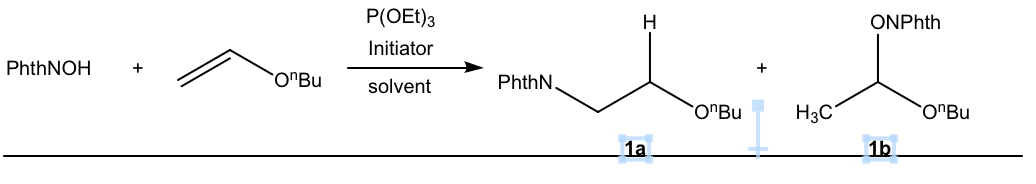 PhthNOH + OⁿBu
P(OEt)₃
Initiator
solvent
PhthN H OⁿBu
+
ONPhth H₃C OⁿBu
1a 1b